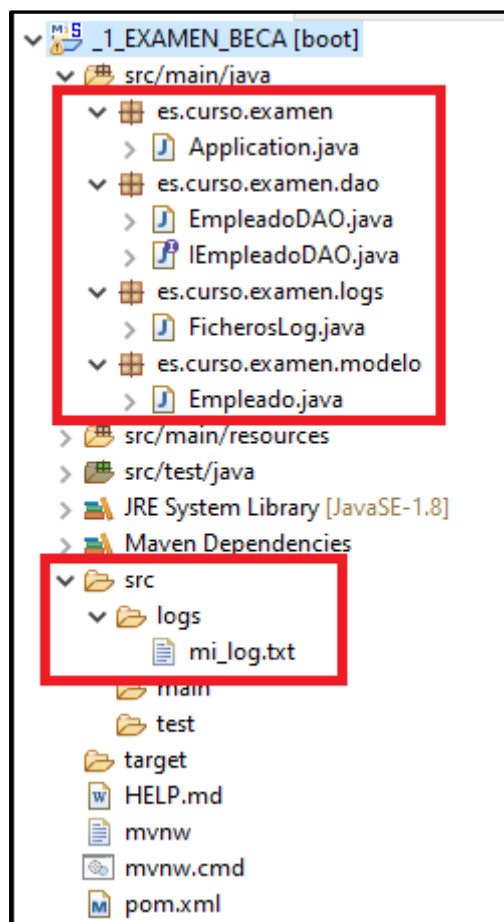 _1_EXAMEN_BECA [boot]
src/main/java
es.curso.examen
Application.java
es.curso.examen.dao
EmpleadoDAO.java
IEmpleadoDAO.java
es.curso.examen.logs
FicherosLog.java
es.curso.examen.modelo
Empleado.java
src/main/resources
src/test/java
JRE System Library [JavaSE-1.8]
Maven Dependencies
src
logs
mi_log.txt
main
test
target
HELP.md
mvnw
mvnw.cmd
pom.xml